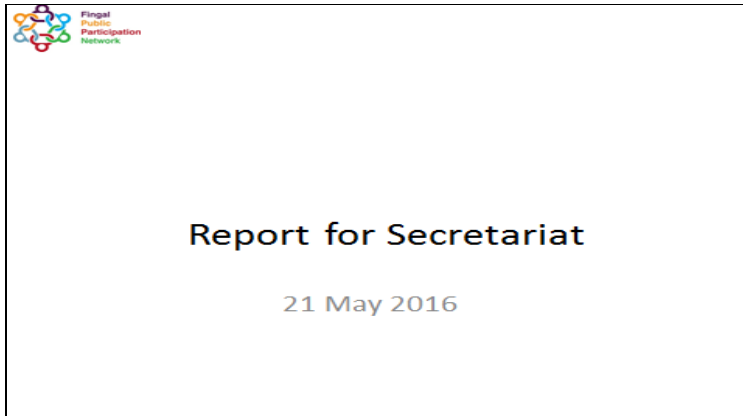 Fingal
Public
Participation
Network
Report for Secretariat
21 May 2016